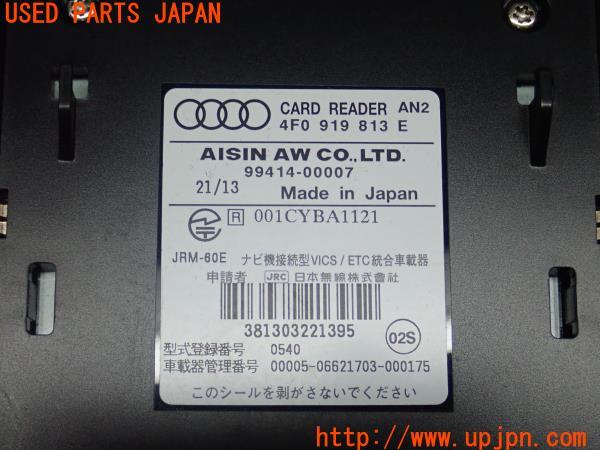 USED PARTS JAPAN
CARD READER AN2
4F0 919 813 E
AISIN AW CO.,LTD.
99414-00007
21/13 Made in Japan
R 001CYBA1121
JRM-60E ナビ機接続型VICS/ETC統合車載器
申請者 JRC 日本無線株式會社
381303221395
02S
型式登録番号 0540
車載器管理番号 00005-06621703-000175
このシールを剥がさないでください
http://www.upjpn.com/